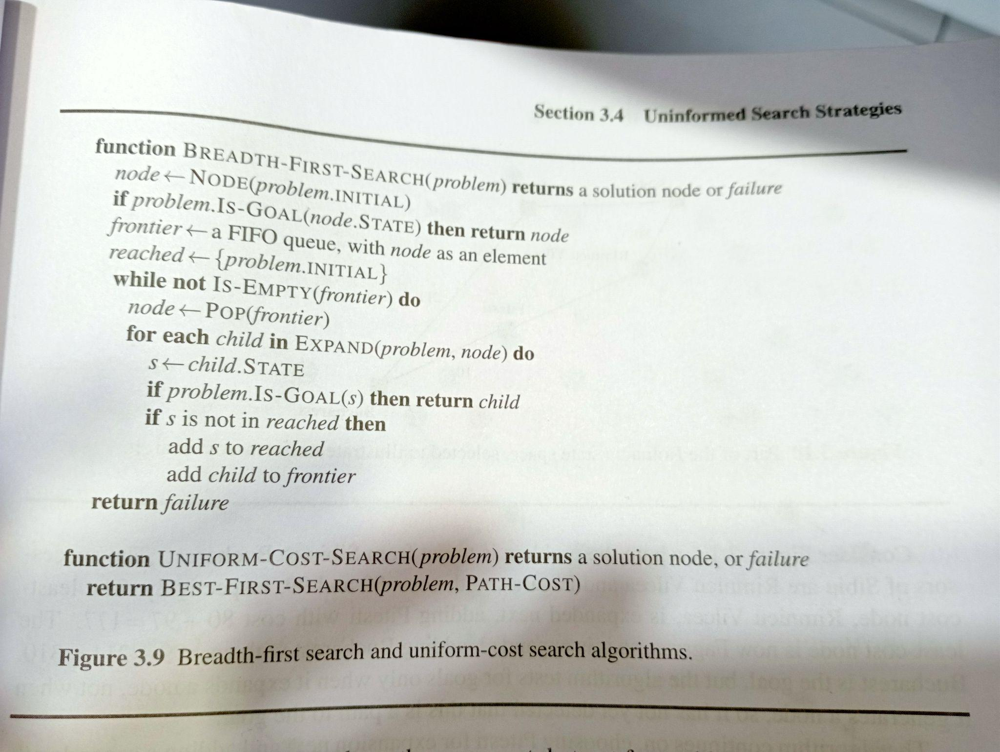 Section 3.4 Uninformed Search Strategies
function BREADTH-FIRST-SEARCH(problem) returns a solution node or failure
node ← NODE(problem.INITIAL)
if problem.IS-GOAL(node.STATE) then return node
frontier ← a FIFO queue, with node as an element
reached ← {problem.INITIAL}
while not IS-EMPTY(frontier) do
node ← POP(frontier)
for each child in EXPAND(problem, node) do
s ← child.STATE
if problem.IS-GOAL(s) then return child
if s is not in reached then
add s to reached
add child to frontier
return failure
function UNIFORM-COST-SEARCH(problem) returns a solution node, or failure
return BEST-FIRST-SEARCH(problem, PATH-COST)
Figure 3.9 Breadth-first search and uniform-cost search algorithms.